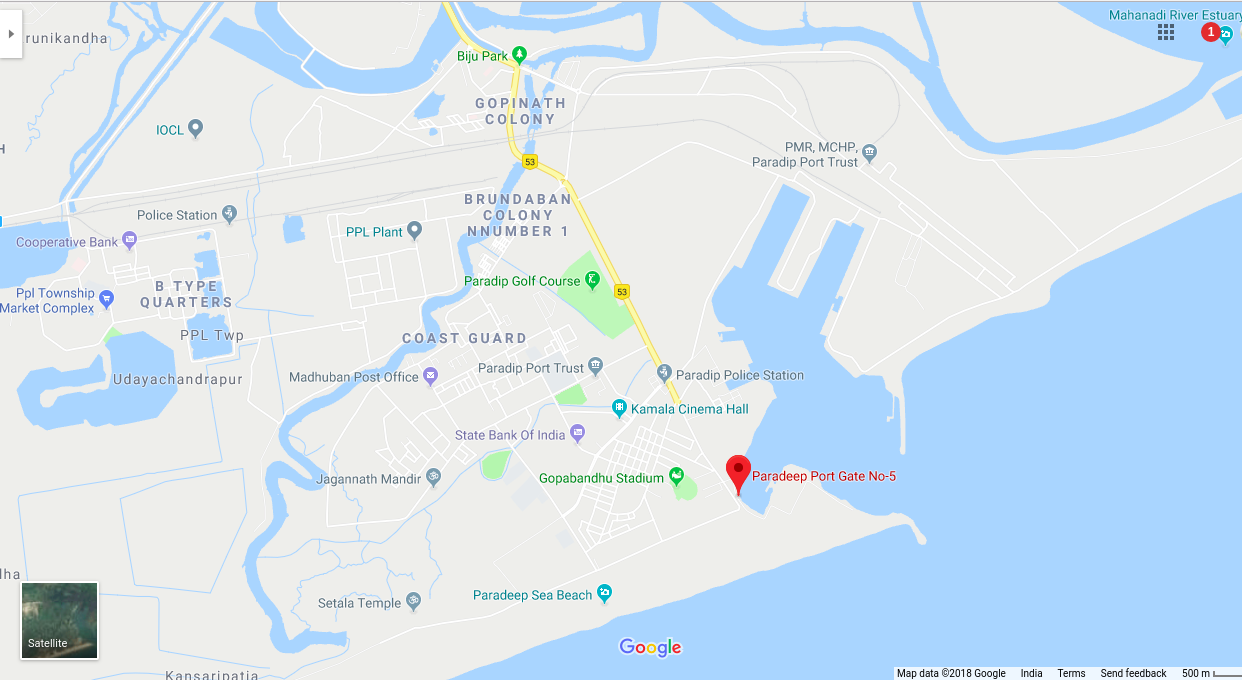 Mahanadi River Estuary
1
runikandha
Biju Park
GOPINATH
COLONY
IOCL
PMR, MCHP,
Paradip Port Trust
53
BRUNDABAN
COLONY
NNUMBER 1
Police Station
PPL Plant
Cooperative Bank
Paradip Golf Course
B TYPE
QUARTERS
Ppl Township
Market Complex
53
PPL Twp
COAST GUARD
Udayachandrapur
Madhuban Post Office
Paradip Port Trust
Paradip Police Station
Kamala Cinema Hall
State Bank Of India
Jagannath Mandir
Gopabandhu Stadium
Paradeep Port Gate No-5
lha
Setala Temple
Paradeep Sea Beach
Satellite
Google
Kansaripatia
Map data ©2018 Google India Terms Send feedback 500 m